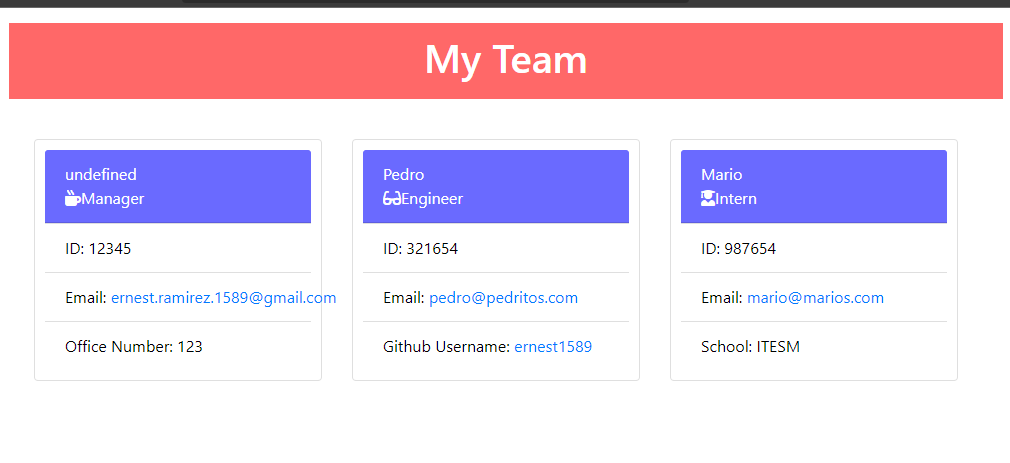 My Team
undefined
Manager
ID: 12345
Email: ernest.ramirez.1589@gmail.com
Office Number: 123
Pedro
Engineer
ID: 321654
Email: pedro@pedritos.com
Github Username: ernest1589
Mario
Intern
ID: 987654
Email: mario@marios.com
School: ITESM